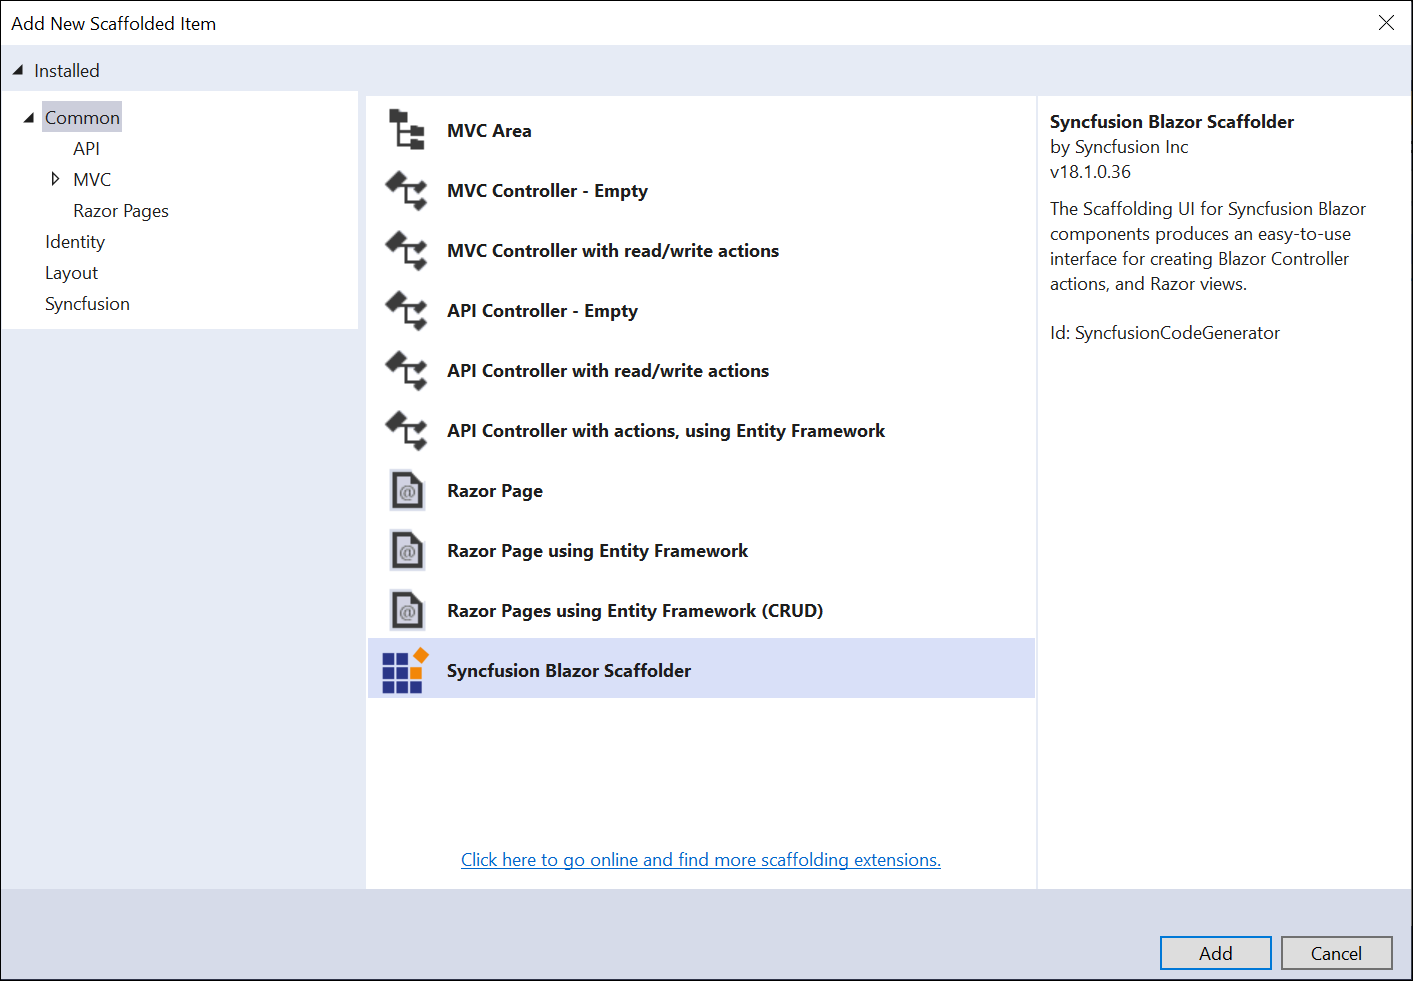 Add New Scaffolded Item
Installed
Common
API
MVC
Razor Pages
Identity
Layout
Syncfusion
MVC Area
MVC Controller - Empty
MVC Controller with read/write actions
API Controller - Empty
API Controller with read/write actions
API Controller with actions, using Entity Framework
Razor Page
Razor Page using Entity Framework
Razor Pages using Entity Framework (CRUD)
Syncfusion Blazor Scaffolder
Click here to go online and find more scaffolding extensions.
Syncfusion Blazor Scaffolder
by Syncfusion Inc
v18.1.0.36
The Scaffolding UI for Syncfusion Blazor
components produces an easy-to-use
interface for creating Blazor Controller
actions, and Razor views.
Id: SyncfusionCodeGenerator
Add
Cancel